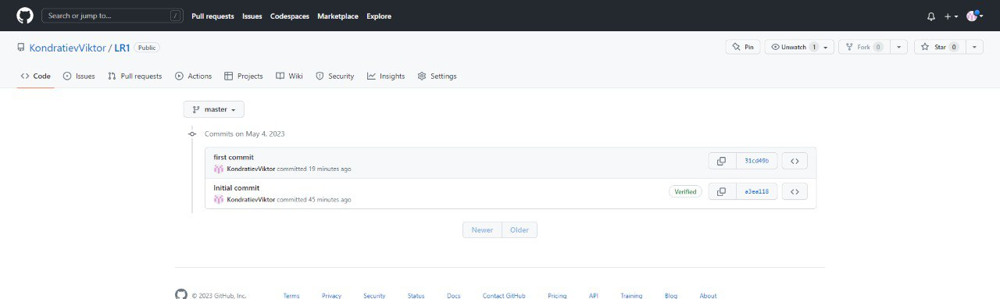 Search or jump to... /
Pull requests Issues Codespaces Marketplace Explore
KondratievViktor / LR1 Public
Pin Unwatch 1 Fork 0 Star 0
Code Issues Pull requests Actions Projects Wiki Security Insights Settings
master
Commits on May 4, 2023
first commit
KondratievViktor committed 19 minutes ago
31cd49b
Initial commit
KondratievViktor committed 45 minutes ago
Verified a3ea118
Newer Older
© 2023 GitHub, Inc. Terms Privacy Security Status Docs Contact GitHub Pricing API Training Blog About